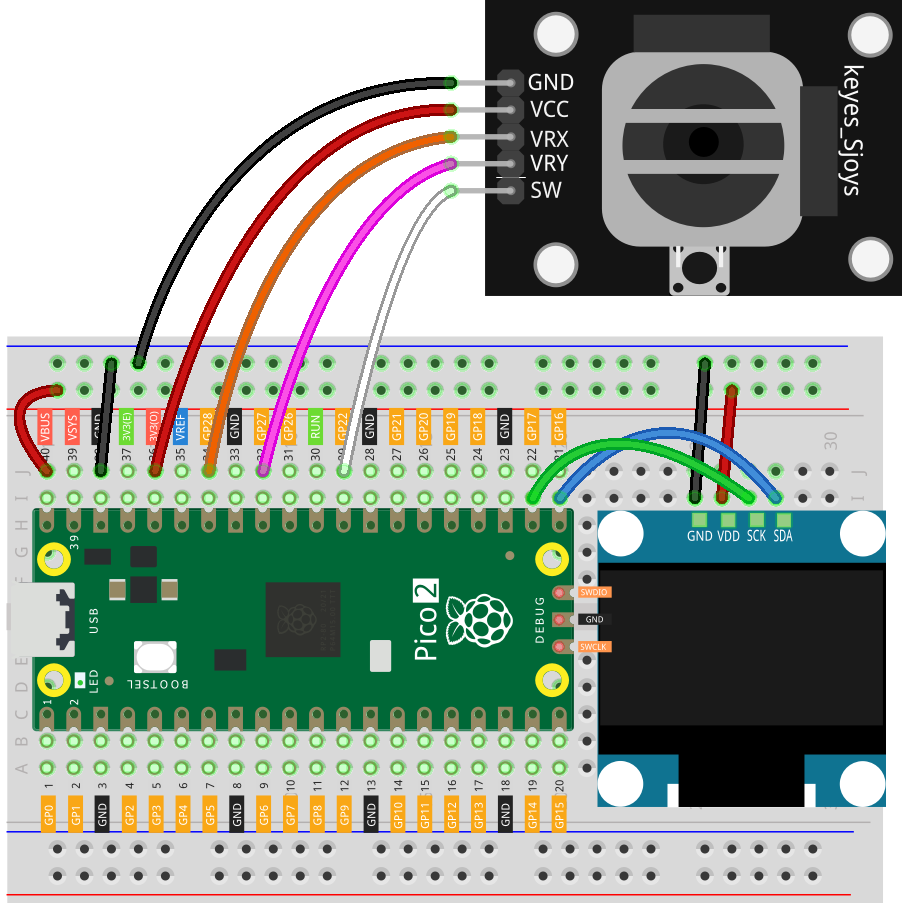 GND
VCC
VRX
VRY
SW
keyes_SJoys
VBUS
VSYS
GND
3V3(E)
3V3(O)
VREF
GP28
GND
GP27
GP26
RUN
GP22
GND
GP21
GP20
GP19
GP18
GND
GP17
GP16
40 39 37 36 35 34 33 32 31 30 29 28 27 26 25 24 23 22 21
30
J J
I I
H
G
F
E
D
C
B
A
39
USB
LED
BOOTSEL
1 2
Pico 2
DEBUG
SWDIO
GND
SWCLK
GND VDD SCK SDA
1 2 3 4 5 6 7 8 9 10 11 12 13 14 15 16 17 18 19 20
GP0
GP1
GND
GP2
GP3
GP4
GP5
GND
GP6
GP7
GP8
GP9
GND
GP10
GP11
GP12
GP13
GND
GP14
GP15